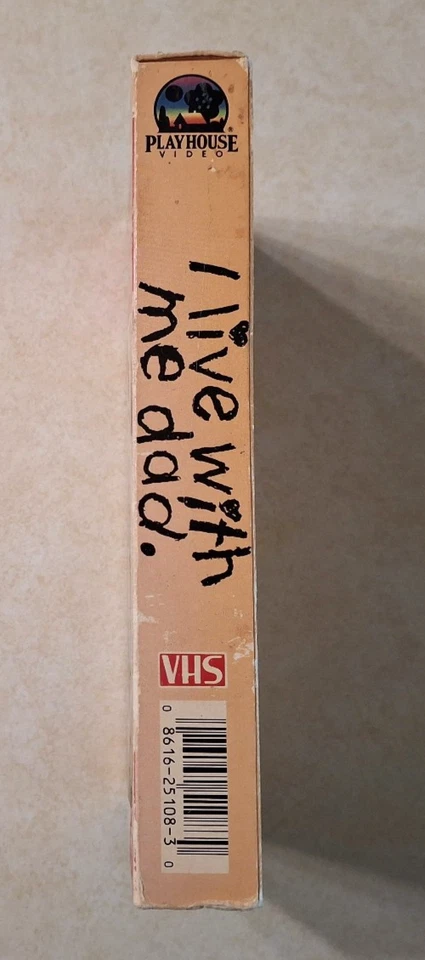 PLAYHOUSE
VIDEO
I live with
me dad.
VHS
0 8616-25108-3 0